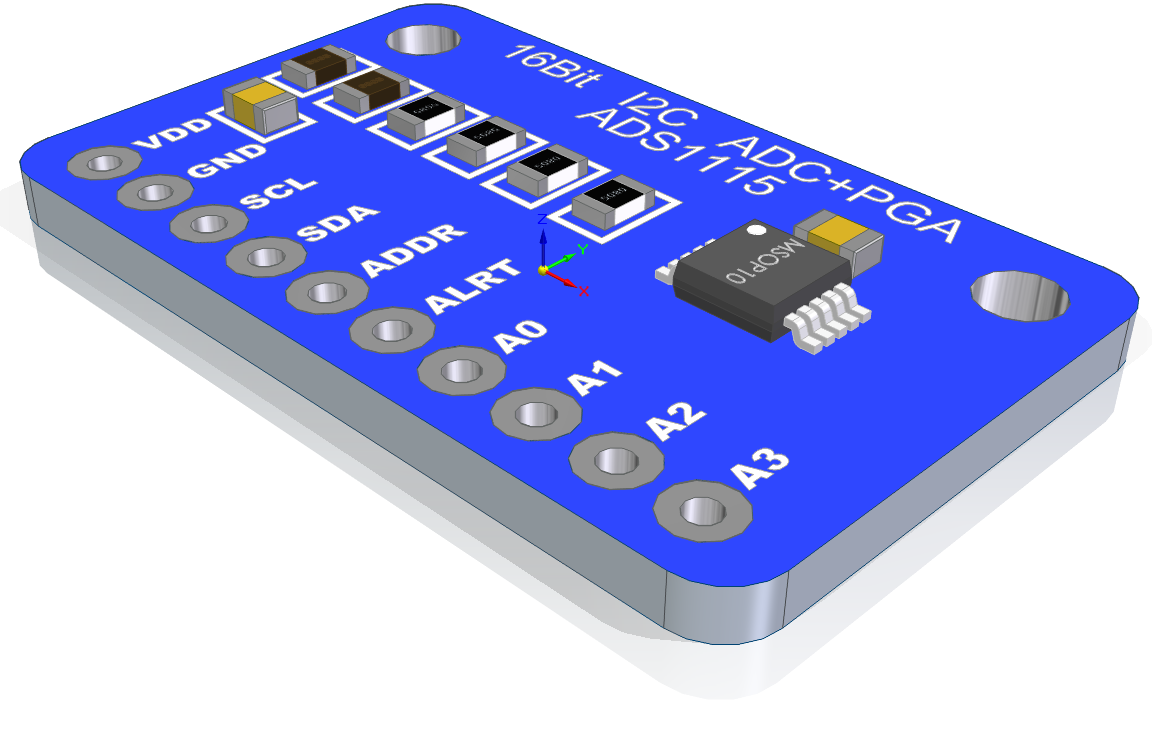 16Bit I2C ADC+PGA
ADS1115
VDD
GND
SCL
SDA
ADDR
ALRT
A0
A1
A2
A3
MSOP10
Z
Y
X